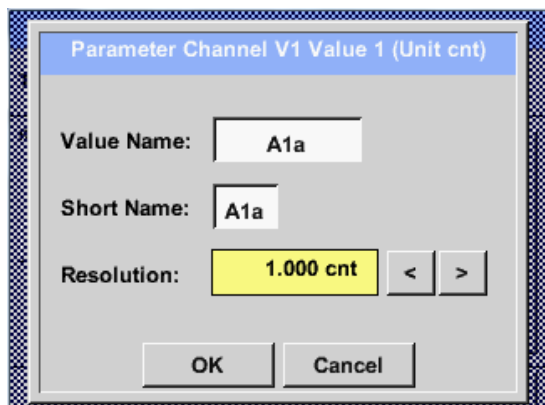 Parameter Channel V1 Value 1 (Unit cnt)
Value Name: A1a
Short Name: A1a
Resolution: 1.000 cnt < >
OK Cancel